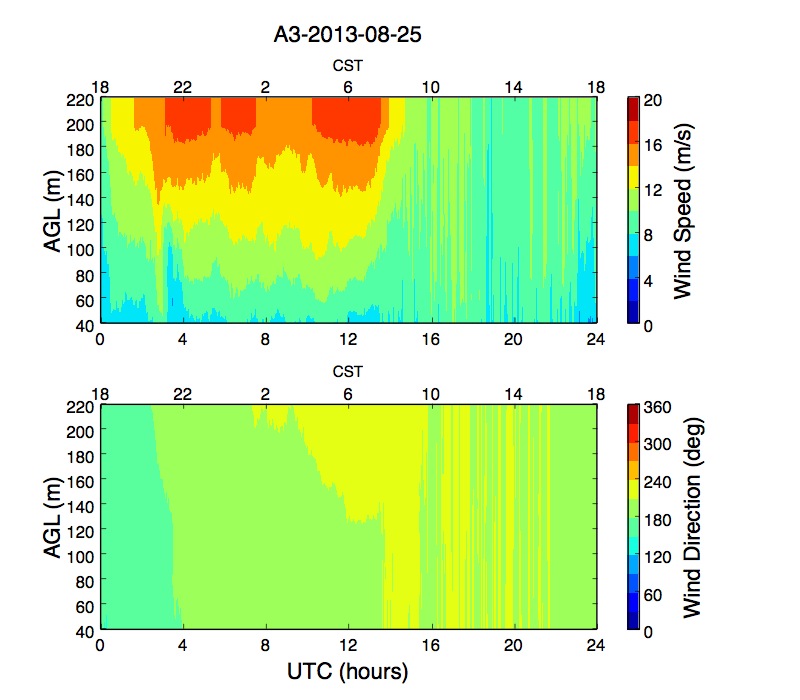 A3-2013-08-25
CST
18 22 2 6 10 14 18
220
200
180
160
140
120
100
80
60
40
AGL (m)
0 4 8 12 16 20 24
20
16
12
8
4
0
Wind Speed (m/s)
CST
18 22 2 6 10 14 18
220
200
180
160
140
120
100
80
60
40
AGL (m)
0 4 8 12 16 20 24
UTC (hours)
360
300
240
180
120
60
0
Wind Direction (deg)